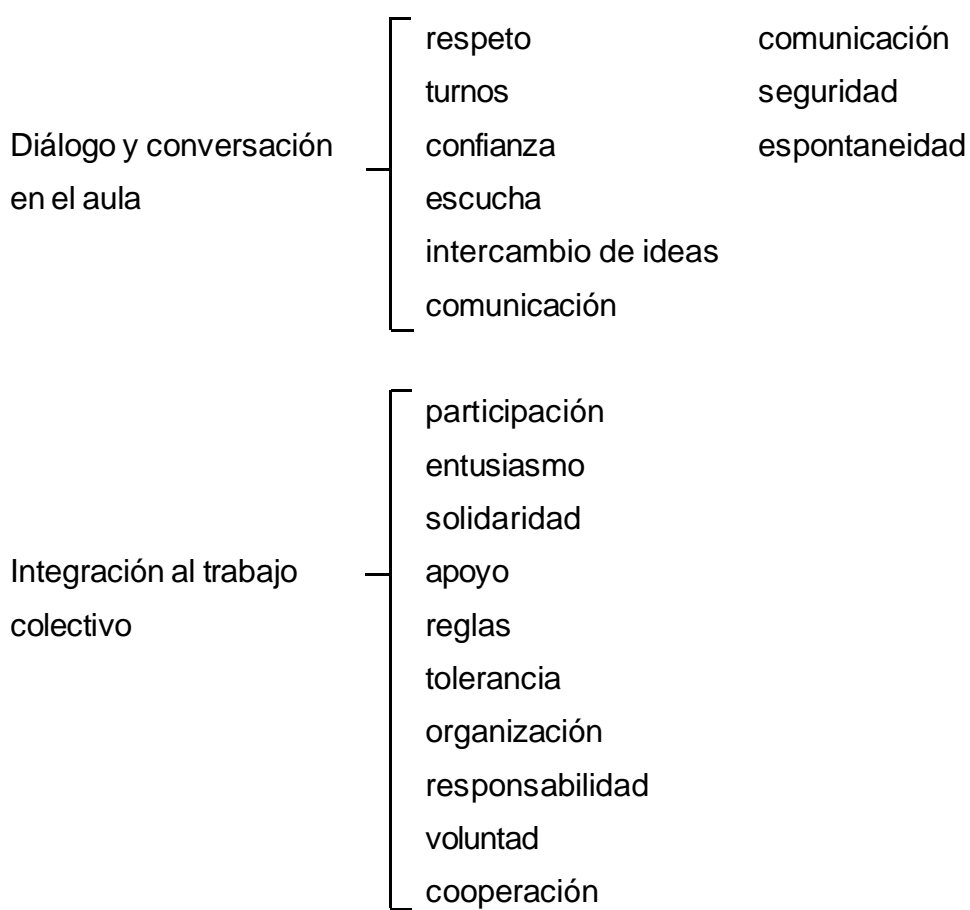 Diálogo y conversación
en el aula
respeto
turnos
confianza
escucha
intercambio de ideas
comunicación
comunicación
seguridad
espontaneidad
Integración al trabajo
colectivo
participación
entusiasmo
solidaridad
apoyo
reglas
tolerancia
organización
responsabilidad
voluntad
cooperación